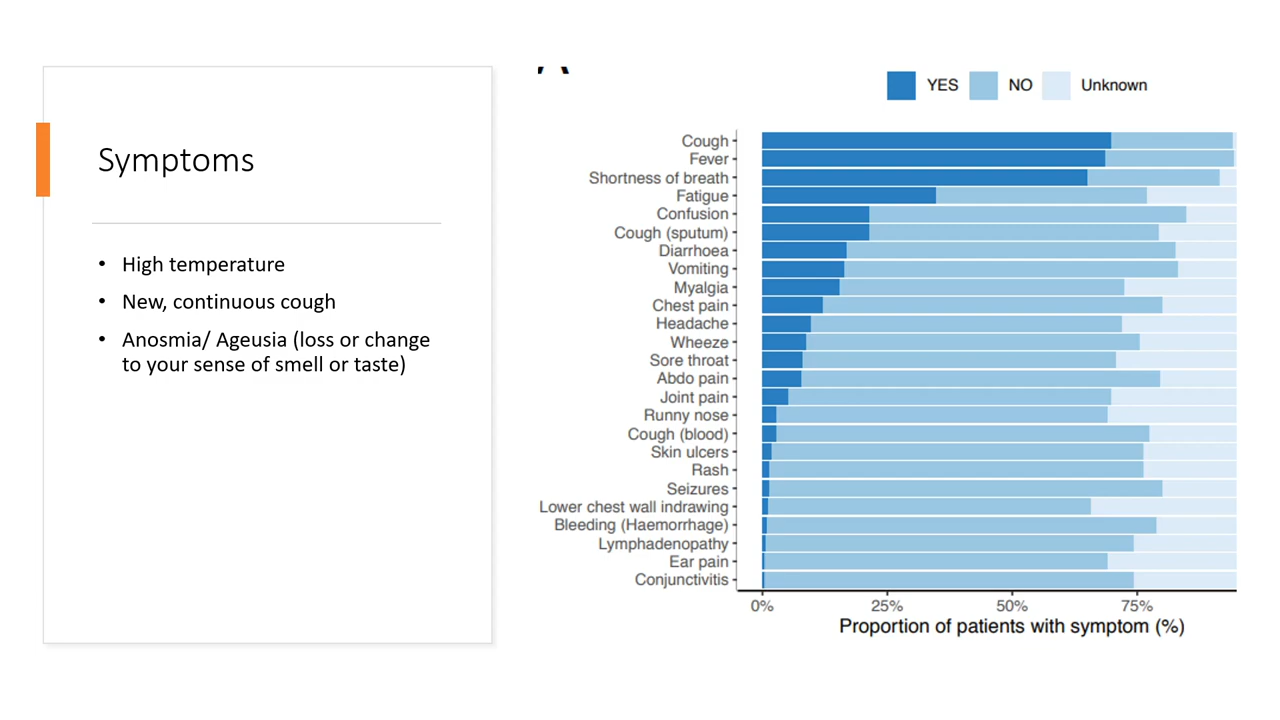 Symptoms
• High temperature
• New, continuous cough
• Anosmia/ Ageusia (loss or change
to your sense of smell or taste)
YES NO Unknown
Cough
Fever
Shortness of breath
Fatigue
Confusion
Cough (sputum)
Diarrhoea
Vomiting
Myalgia
Chest pain
Headache
Wheeze
Sore throat
Abdo pain
Joint pain
Runny nose
Cough (blood)
Skin ulcers
Rash
Seizures
Lower chest wall indrawing
Bleeding (Haemorrhage)
Lymphadenopathy
Ear pain
Conjunctivitis
0% 25% 50% 75%
Proportion of patients with symptom (%)